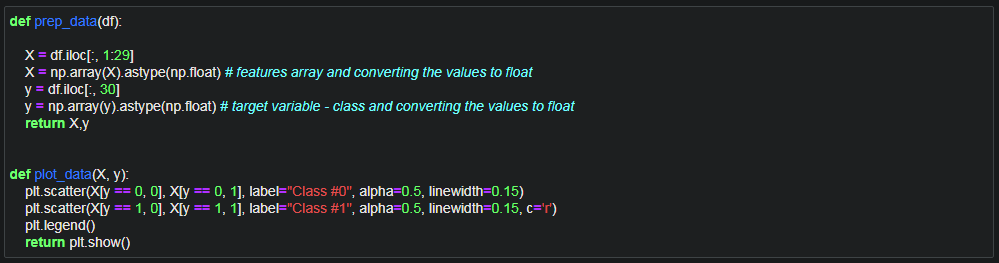 def prep_data(df):
    X = df.iloc[:, 1:29]
    X = np.array(X).astype(np.float) # features array and converting the values to float
    y = df.iloc[:, 30]
    y = np.array(y).astype(np.float) # target variable - class and converting the values to float
    return X,y
def plot_data(X, y):
    plt.scatter(X[y == 0, 0], X[y == 0, 1], label="Class #0", alpha=0.5, linewidth=0.15)
    plt.scatter(X[y == 1, 0], X[y == 1, 1], label="Class #1", alpha=0.5, linewidth=0.15, c='r')
    plt.legend()
    return plt.show()